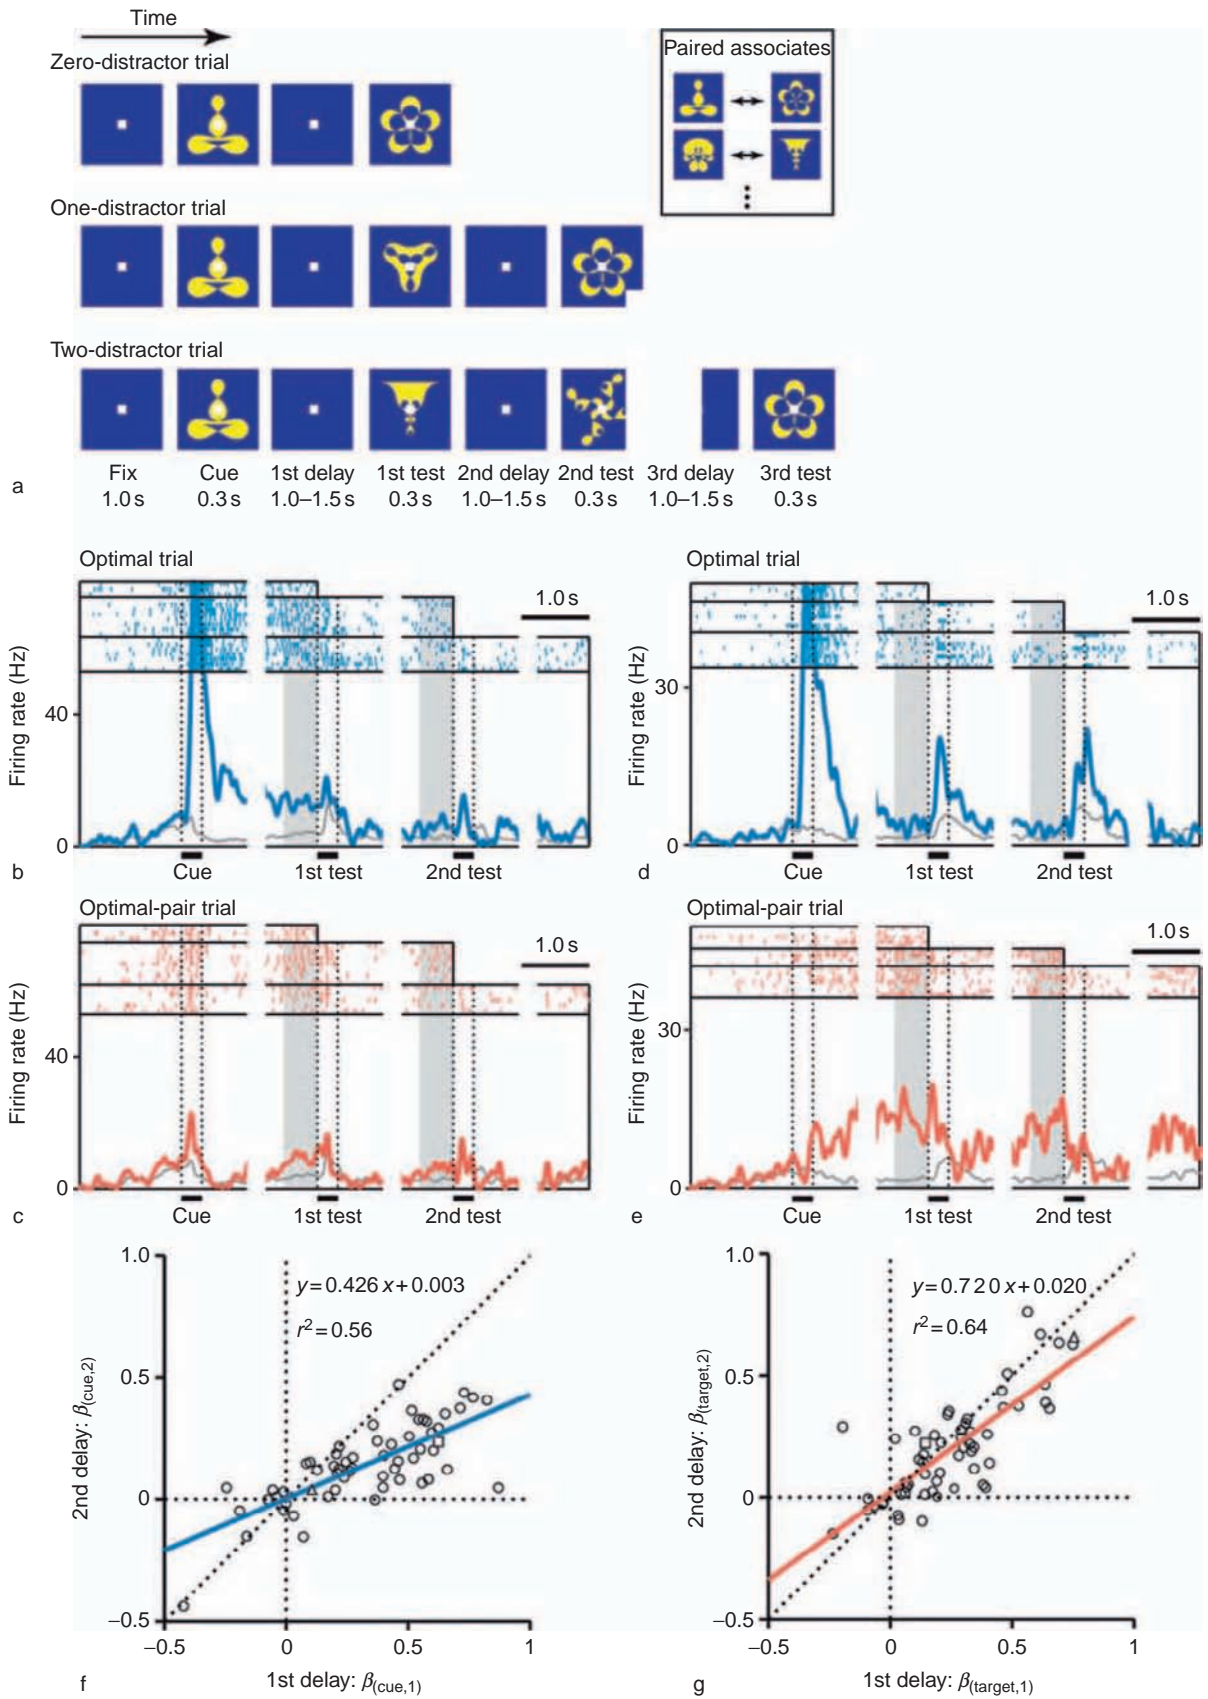 Time
Zero-distractor trial
Paired associates
One-distractor trial
Two-distractor trial
Fix Cue 1st delay 1st test 2nd delay 2nd test 3rd delay 3rd test
a 1.0 s 0.3 s 1.0–1.5 s 0.3 s 1.0–1.5 s 0.3 s 1.0–1.5 s 0.3 s
Optimal trial
1.0 s
Firing rate (Hz)
40
0
b Cue 1st test 2nd test
Optimal trial
1.0 s
Firing rate (Hz)
30
0
d Cue 1st test 2nd test
Optimal-pair trial
1.0 s
Firing rate (Hz)
40
0
c Cue 1st test 2nd test
Optimal-pair trial
1.0 s
Firing rate (Hz)
30
0
e Cue 1st test 2nd test
1.0
y=0.426 x+0.003
r²=0.56
0.5
2nd delay: β(cue,2)
0
–0.5
–0.5 0 0.5 1
f 1st delay: β(cue,1)
1.0
y=0.720 x+0.020
r²=0.64
0.5
2nd delay: β(target,2)
0
–0.5
–0.5 0 0.5 1
g 1st delay: β(target,1)